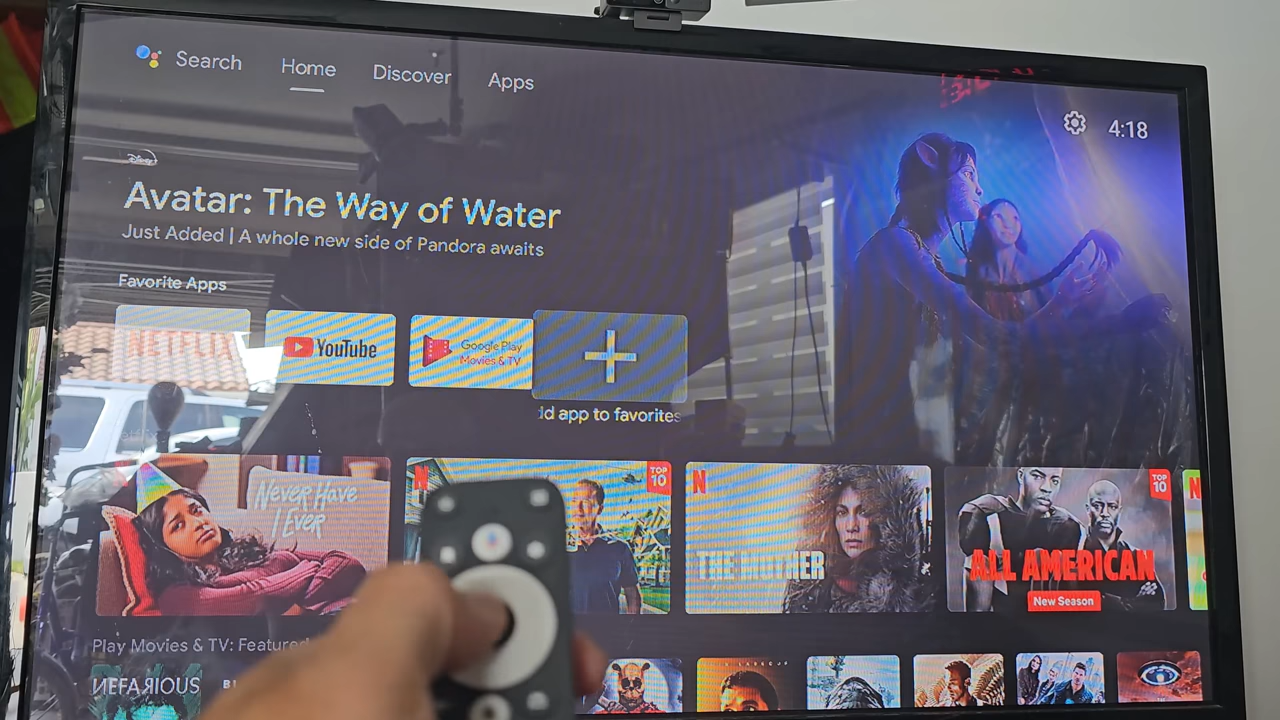 Search Home Discover Apps
4:18
Disney
Avatar: The Way of Water
Just Added | A whole new side of Pandora awaits
Favorite Apps
NETFLIX
YouTube
Google Play
Movies & TV
dd app to favorites
NEVER HAVE
I EVER
N
TOP
10
N
THE MOTHER
TOP
10
ALL AMERICAN
New Season
N
Play Movies & TV: Featured
NEFARIOUS